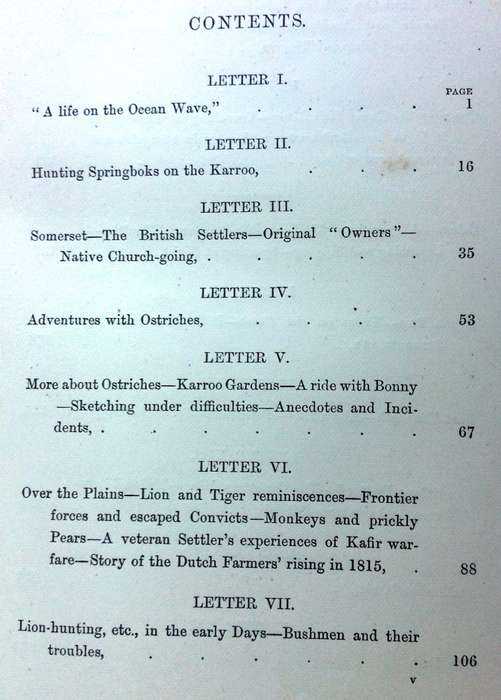 CONTENTS.
LETTER I.
PAGE
"A life on the Ocean Wave," . . . . 1
LETTER II.
Hunting Springboks on the Karroo, . . . 16
LETTER III.
Somerset—The British Settlers—Original "Owners"—
Native Church-going, . . . . . 35
LETTER IV.
Adventures with Ostriches, . . . . 53
LETTER V.
More about Ostriches—Karroo Gardens—A ride with Bonny
—Sketching under difficulties—Anecdotes and Inci-
dents, . . . . . . . 67
LETTER VI.
Over the Plains—Lion and Tiger reminiscences—Frontier
forces and escaped Convicts—Monkeys and prickly
Pears—A veteran Settler's experiences of Kafir war-
fare—Story of the Dutch Farmers' rising in 1815, . 88
LETTER VII.
Lion-hunting, etc., in the early Days—Bushmen and their
troubles, . . . . . . 106
v